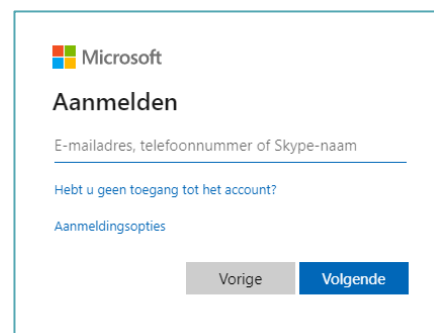 Microsoft
Aanmelden
E-mailadres, telefoonnummer of Skype-naam
Hebt u geen toegang tot het account?
Aanmeldingsopties
Vorige
Volgende